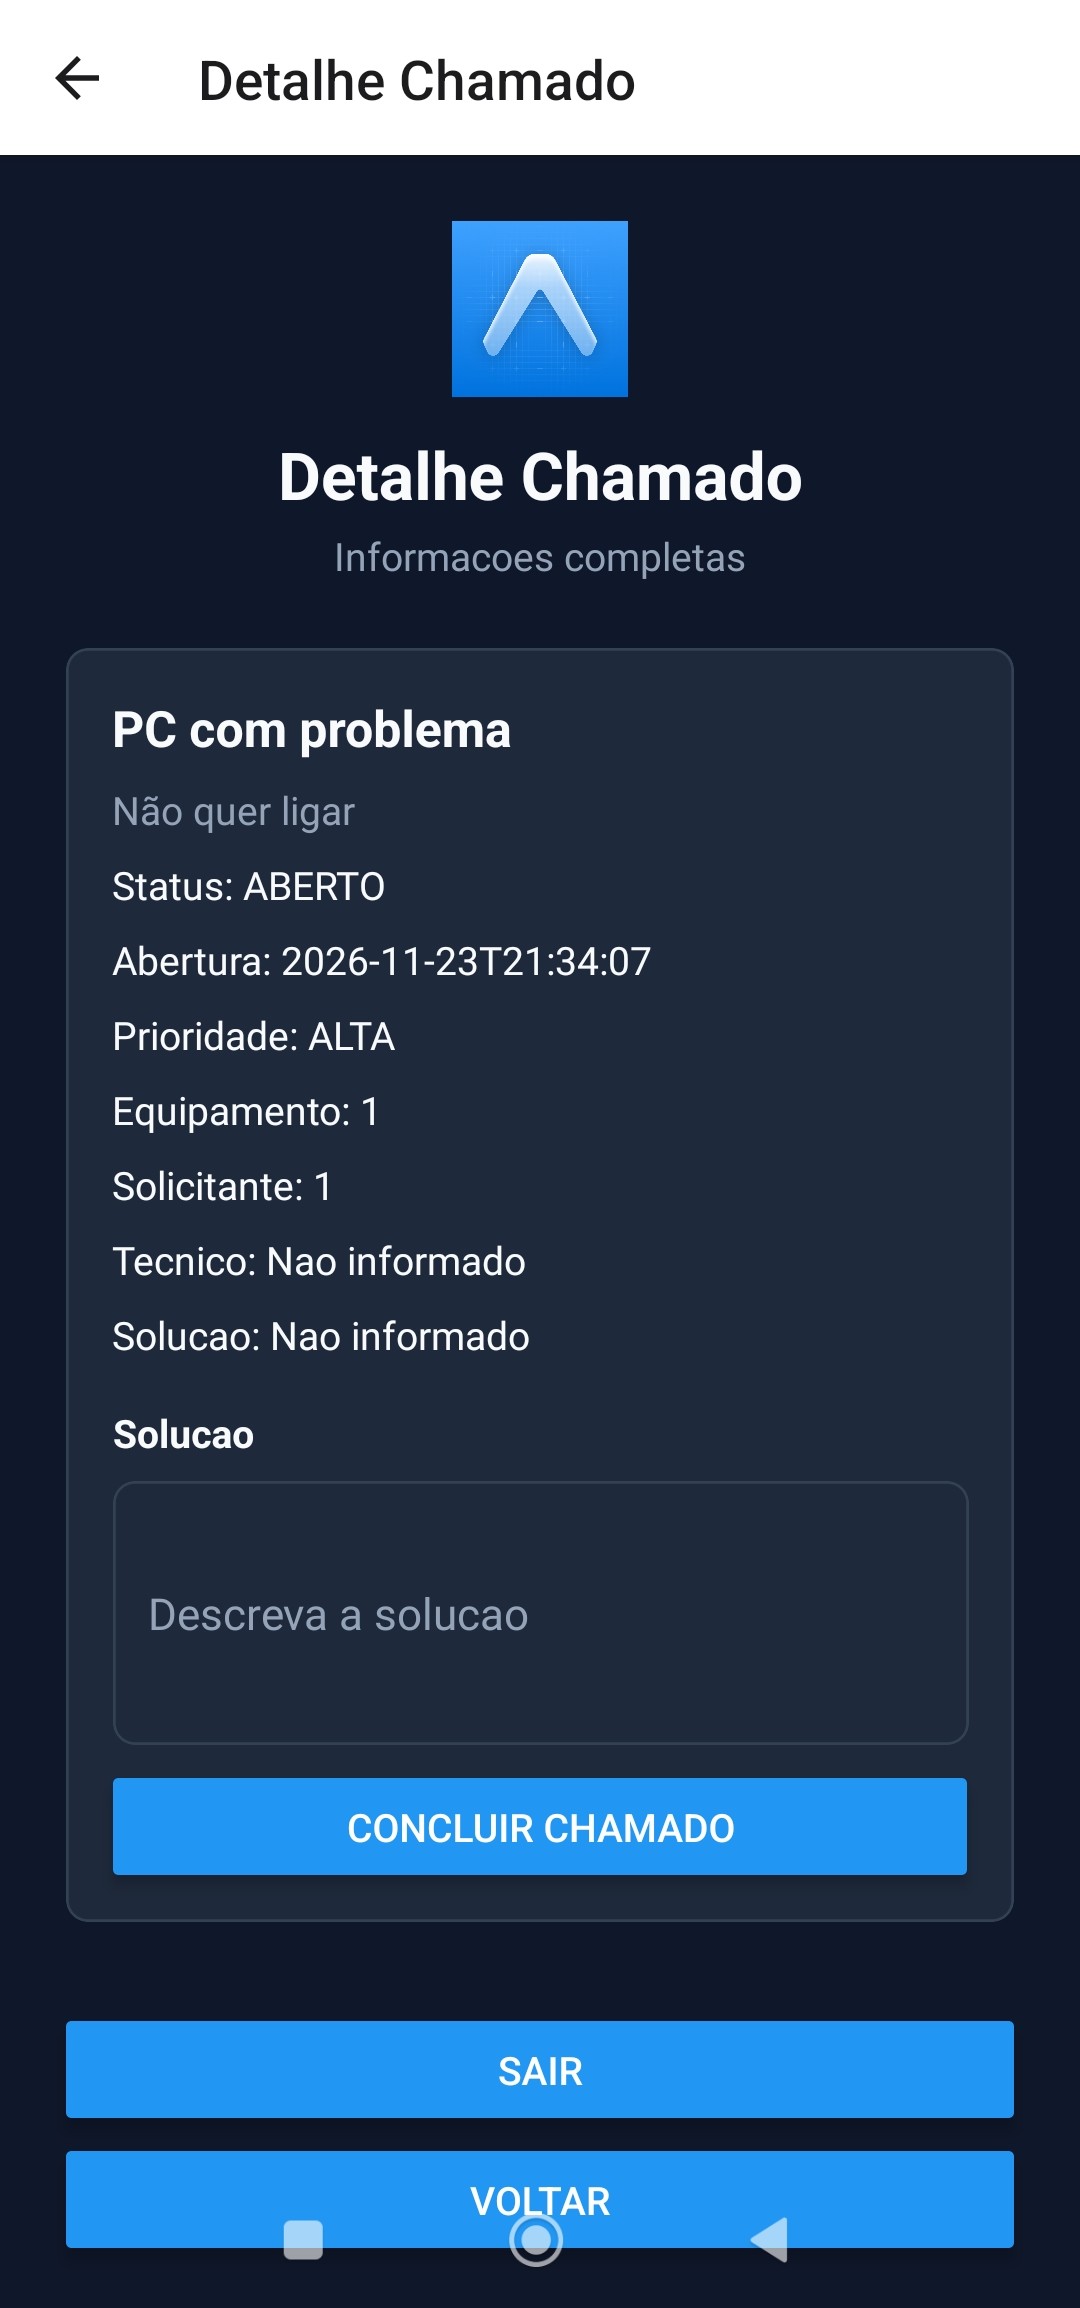 Detalhe Chamado
Detalhe Chamado
Informacoes completas
PC com problema
Não quer ligar
Status: ABERTO
Abertura: 2026-11-23T21:34:07
Prioridade: ALTA
Equipamento: 1
Solicitante: 1
Tecnico: Nao informado
Solucao: Nao informado
Solucao
Descreva a solucao
CONCLUIR CHAMADO
SAIR
VOLTAR